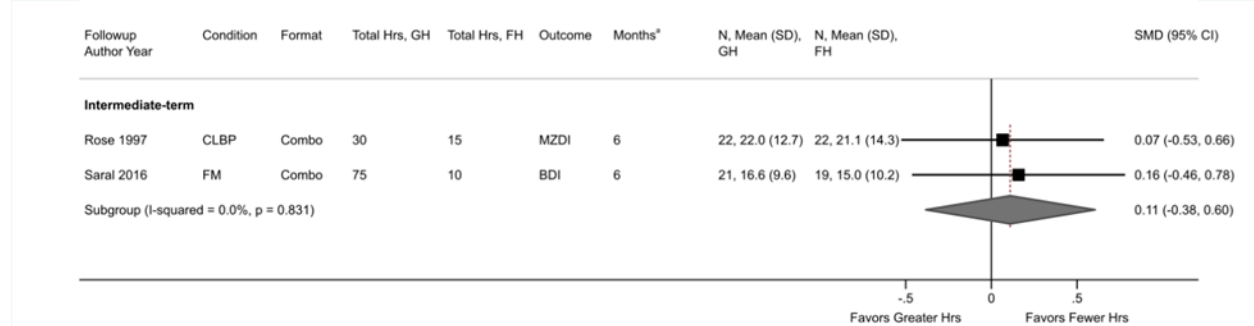 Followup Condition Format Total Hrs, GH Total Hrs, FH Outcome Months^a N, Mean (SD), N, Mean (SD), SMD (95% CI)
Author Year GH FH
Intermediate-term
Rose 1997 CLBP Combo 30 15 MZDI 6 22, 22.0 (12.7) 22, 21.1 (14.3) 0.07 (-0.53, 0.66)
Saral 2016 FM Combo 75 10 BDI 6 21, 16.6 (9.6) 19, 15.0 (10.2) 0.16 (-0.46, 0.78)
Subgroup (I-squared = 0.0%, p = 0.831) 0.11 (-0.38, 0.60)
-.5 0 .5
Favors Greater Hrs Favors Fewer Hrs